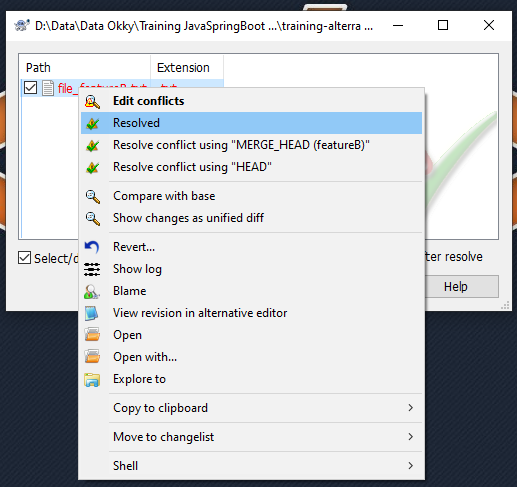 D:\Data\Data Okky\Training JavaSpringBoot ...\training-alterra ...
Path Extension
file_featureB.txt .txt
Edit conflicts
Resolved
Resolve conflict using "MERGE_HEAD (featureB)"
Resolve conflict using "HEAD"
Compare with base
Show changes as unified diff
Revert...
Show log
Blame
View revision in alternative editor
Open
Open with...
Explore to
Copy to clipboard
Move to changelist
Shell
Select/d
ter resolve
Help